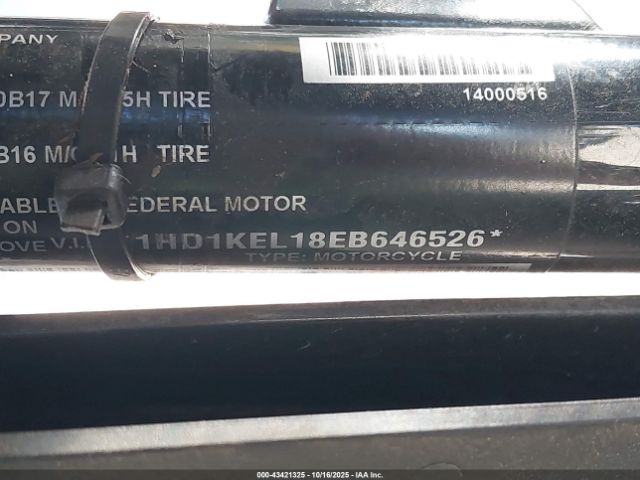 PANY
14000516
0B17 M 5H TIRE
B16 M/ 1H TIRE
ABLE EDERAL MOTOR
ON
OVE V.I.
1HD1KEL18EB646526*
TYPE: MOTORCYCLE
000-43421325 - 10/16/2025 - IAA Inc.